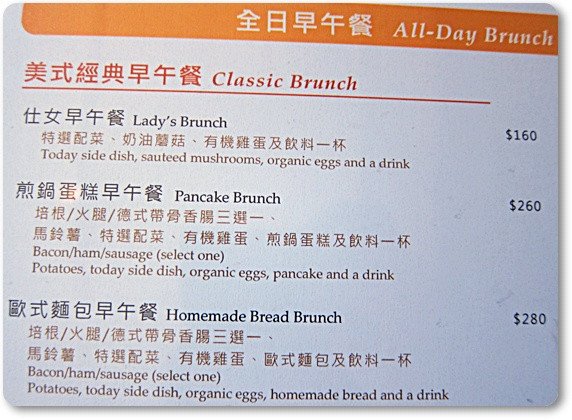 全日早午餐 All-Day Brunch
美式經典早午餐 Classic Brunch
仕女早午餐 Lady's Brunch $160
特選配菜、奶油蘑菇、有機雞蛋及飲料一杯
Today side dish, sauteed mushrooms, organic eggs and a drink
煎鍋蛋糕早午餐 Pancake Brunch $260
培根/火腿/德式帶骨香腸三選一、
馬鈴薯、特選配菜、有機雞蛋、煎鍋蛋糕及飲料一杯
Bacon/ham/sausage (select one)
Potatoes, today side dish, organic eggs, pancake and a drink
歐式麵包早午餐 Homemade Bread Brunch $280
培根/火腿/德式帶骨香腸三選一、
馬鈴薯、特選配菜、有機雞蛋、歐式麵包及飲料一杯
Bacon/ham/sausage (select one)
Potatoes, today side dish, organic eggs, homemade bread and a drink